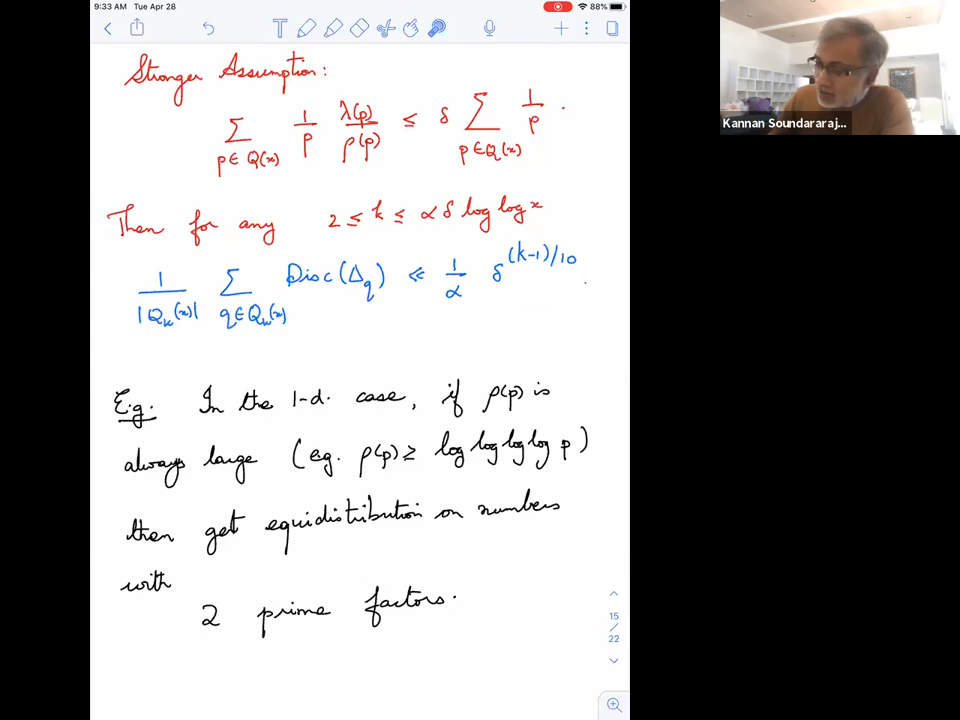 9:33 AM Tue Apr 28
88%
Stronger Assumption:
∑_{p∈Q(x)} 1/p λ(p)/ρ(p) ≤ δ ∑_{p∈Q(x)} 1/p .
Then for any 2 ≤ k ≤ αδ log log x
1/|Q_k(x)| ∑_{q∈Q_k(x)} Disc(Δ_q) ≪ 1/α δ^{(k-1)/10} .
E.g. In the 1-d. case, if ρ(p) is
always large (e.g. ρ(p) ≥ log log log log p)
then get equidistribution on numbers
with
2 prime factors.
Kannan Soundararaj...
15
/
22